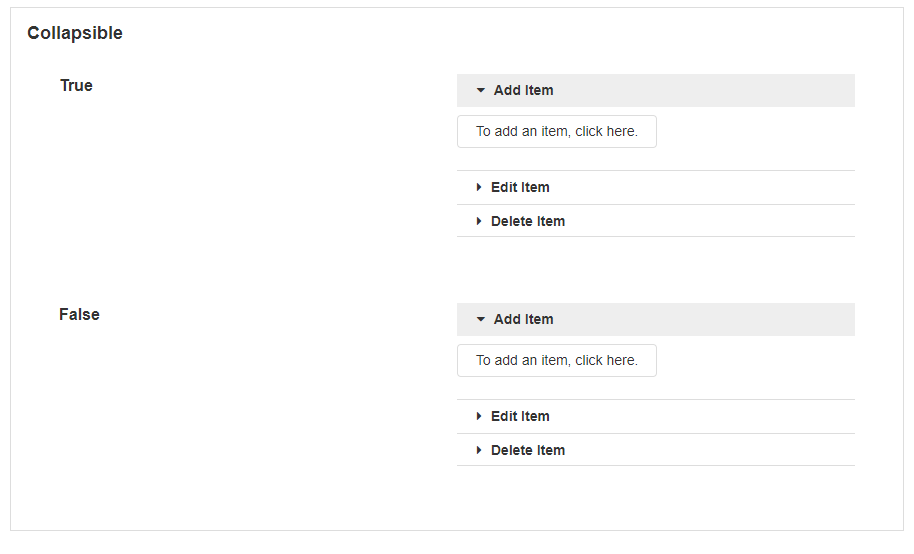 Collapsible
True
Add Item
To add an item, click here.
Edit Item
Delete Item
False
Add Item
To add an item, click here.
Edit Item
Delete Item